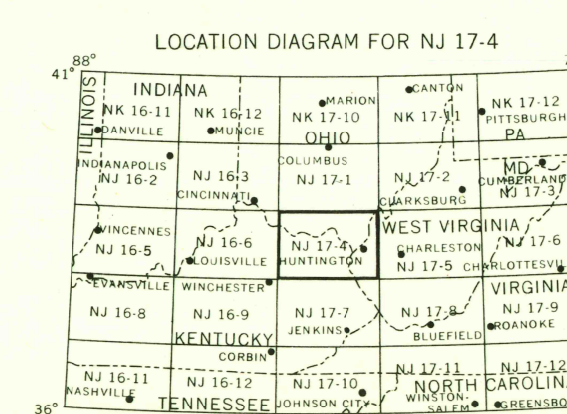 LOCATION DIAGRAM FOR NJ 17-4
88°
41°
ILLINOIS
INDIANA
NK 16-11
DANVILLE
NK 16-12
MUNCIE
MARION
NK 17-10
OHIO
COLUMBUS
CANTON
NK 17-11
NK 17-12
PITTSBURGH
PA
INDIANAPOLIS
NJ 16-2
NJ 16-3
CINCINNATI
NJ 17-1
NJ 17-2
CLARKSBURG
MD
CUMBERLAND
NJ 17-3
VINCENNES
NJ 16-5
NJ 16-6
LOUISVILLE
NJ 17-4
HUNTINGTON
WEST VIRGINIA
CHARLESTON
NJ 17-5
NJ 17-6
CHARLOTTESVIL
EVANSVILLE
NJ 16-8
WINCHESTER
NJ 16-9
KENTUCKY
CORBIN
NJ 17-7
JENKINS
NJ 17-8
BLUEFIELD
VIRGINIA
NJ 17-9
ROANOKE
NJ 16-11
NASHVILLE
NJ 16-12
TENNESSEE
NJ 17-10
JOHNSON CITY
NJ 17-11
NORTH CAROLINA
WINSTON-
SALEM
NJ 17-12
GREENSBO
36°